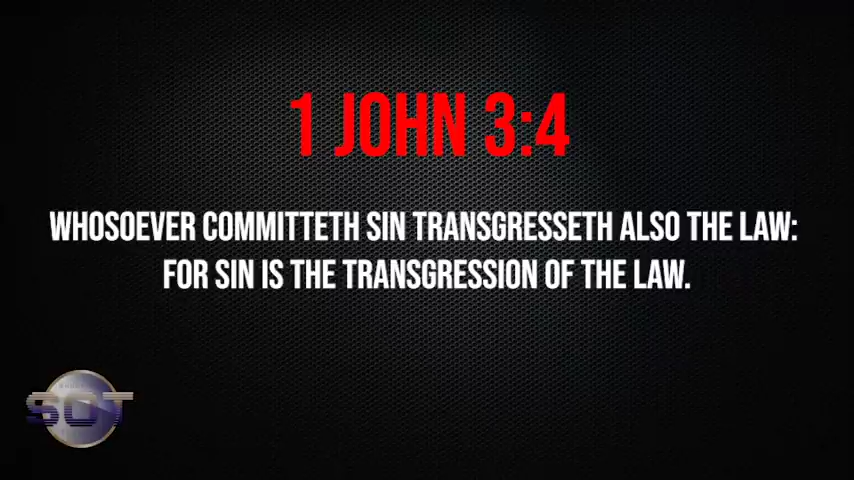 1 JOHN 3:4
WHOSOEVER COMMITTETH SIN TRANSGRESSETH ALSO THE LAW:
FOR SIN IS THE TRANSGRESSION OF THE LAW.
SOT